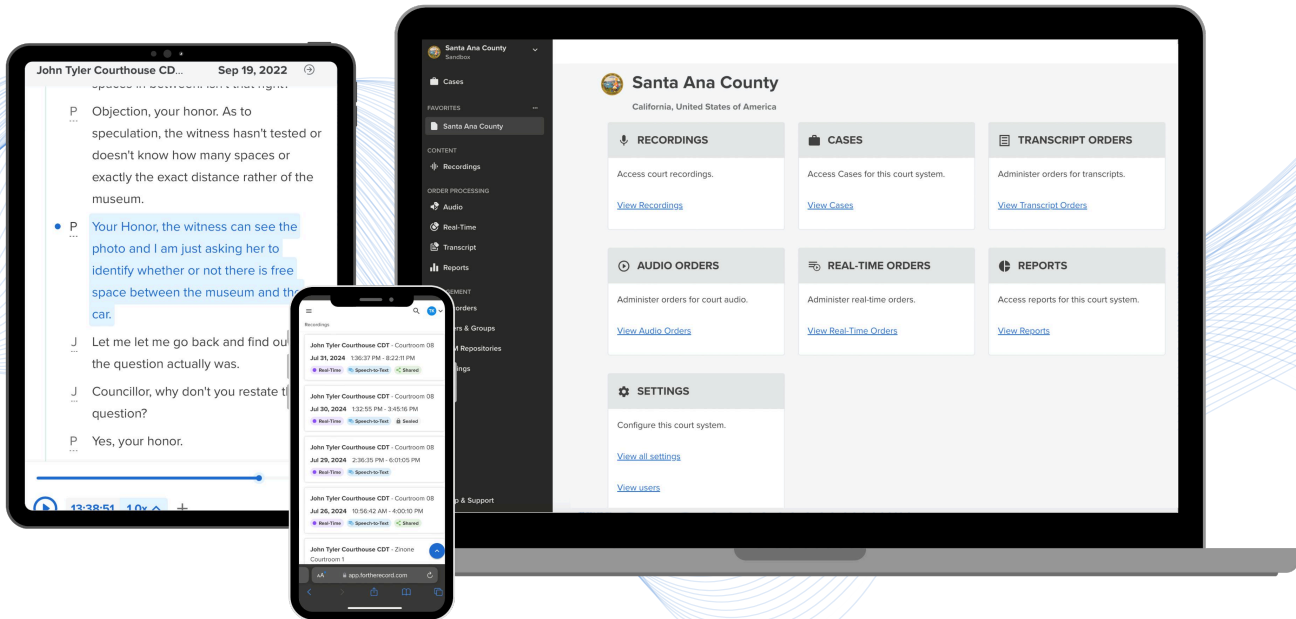 John Tyler Courthouse CD... Sep 19, 2022
P Objection, your honor. As to
speculation, the witness hasn't tested or
doesn't know how many spaces or
exactly the exact distance rather of the
museum.
P Your Honor, the witness can see the
photo and I am just asking her to
identify whether or not there is free
space between the museum and the
car.
J Let me let me go back and find ou
the question actually was.
J Councillor, why don't you restate t
question?
P Yes, your honor.
13:38:51 1.0x
Recordings
TX
John Tyler Courthouse CDT - Courtroom 08
Jul 31, 2024 1:36:37 PM - 8:22:11 PM
Real-Time Speech-to-Text Shared
John Tyler Courthouse CDT - Courtroom 08
Jul 30, 2024 1:32:55 PM - 3:45:16 PM
Real-Time Speech-to-Text Sealed
John Tyler Courthouse CDT - Courtroom 08
Jul 29, 2024 2:36:35 PM - 6:01:05 PM
Real-Time Speech-to-Text
John Tyler Courthouse CDT - Courtroom 08
Jul 26, 2024 10:56:42 AM - 4:00:10 PM
Real-Time Speech-to-Text Shared
John Tyler Courthouse CDT - Zinone
Courtroom 1
AA app.fortherecord.com
Santa Ana County
Sandbox
Cases
FAVORITES
Santa Ana County
CONTENT
Recordings
ORDER PROCESSING
Audio
Real-Time
Transcript
Reports
GEMENT
orders
rs & Groups
M Repositories
ings
p & Support
Santa Ana County
California, United States of America
RECORDINGS
Access court recordings.
View Recordings
CASES
Access Cases for this court system.
View Cases
TRANSCRIPT ORDERS
Administer orders for transcripts.
View Transcript Orders
AUDIO ORDERS
Administer orders for court audio.
View Audio Orders
REAL-TIME ORDERS
Administer real-time orders.
View Real-Time Orders
REPORTS
Access reports for this court system.
View Reports
SETTINGS
Configure this court system.
View all settings
View users